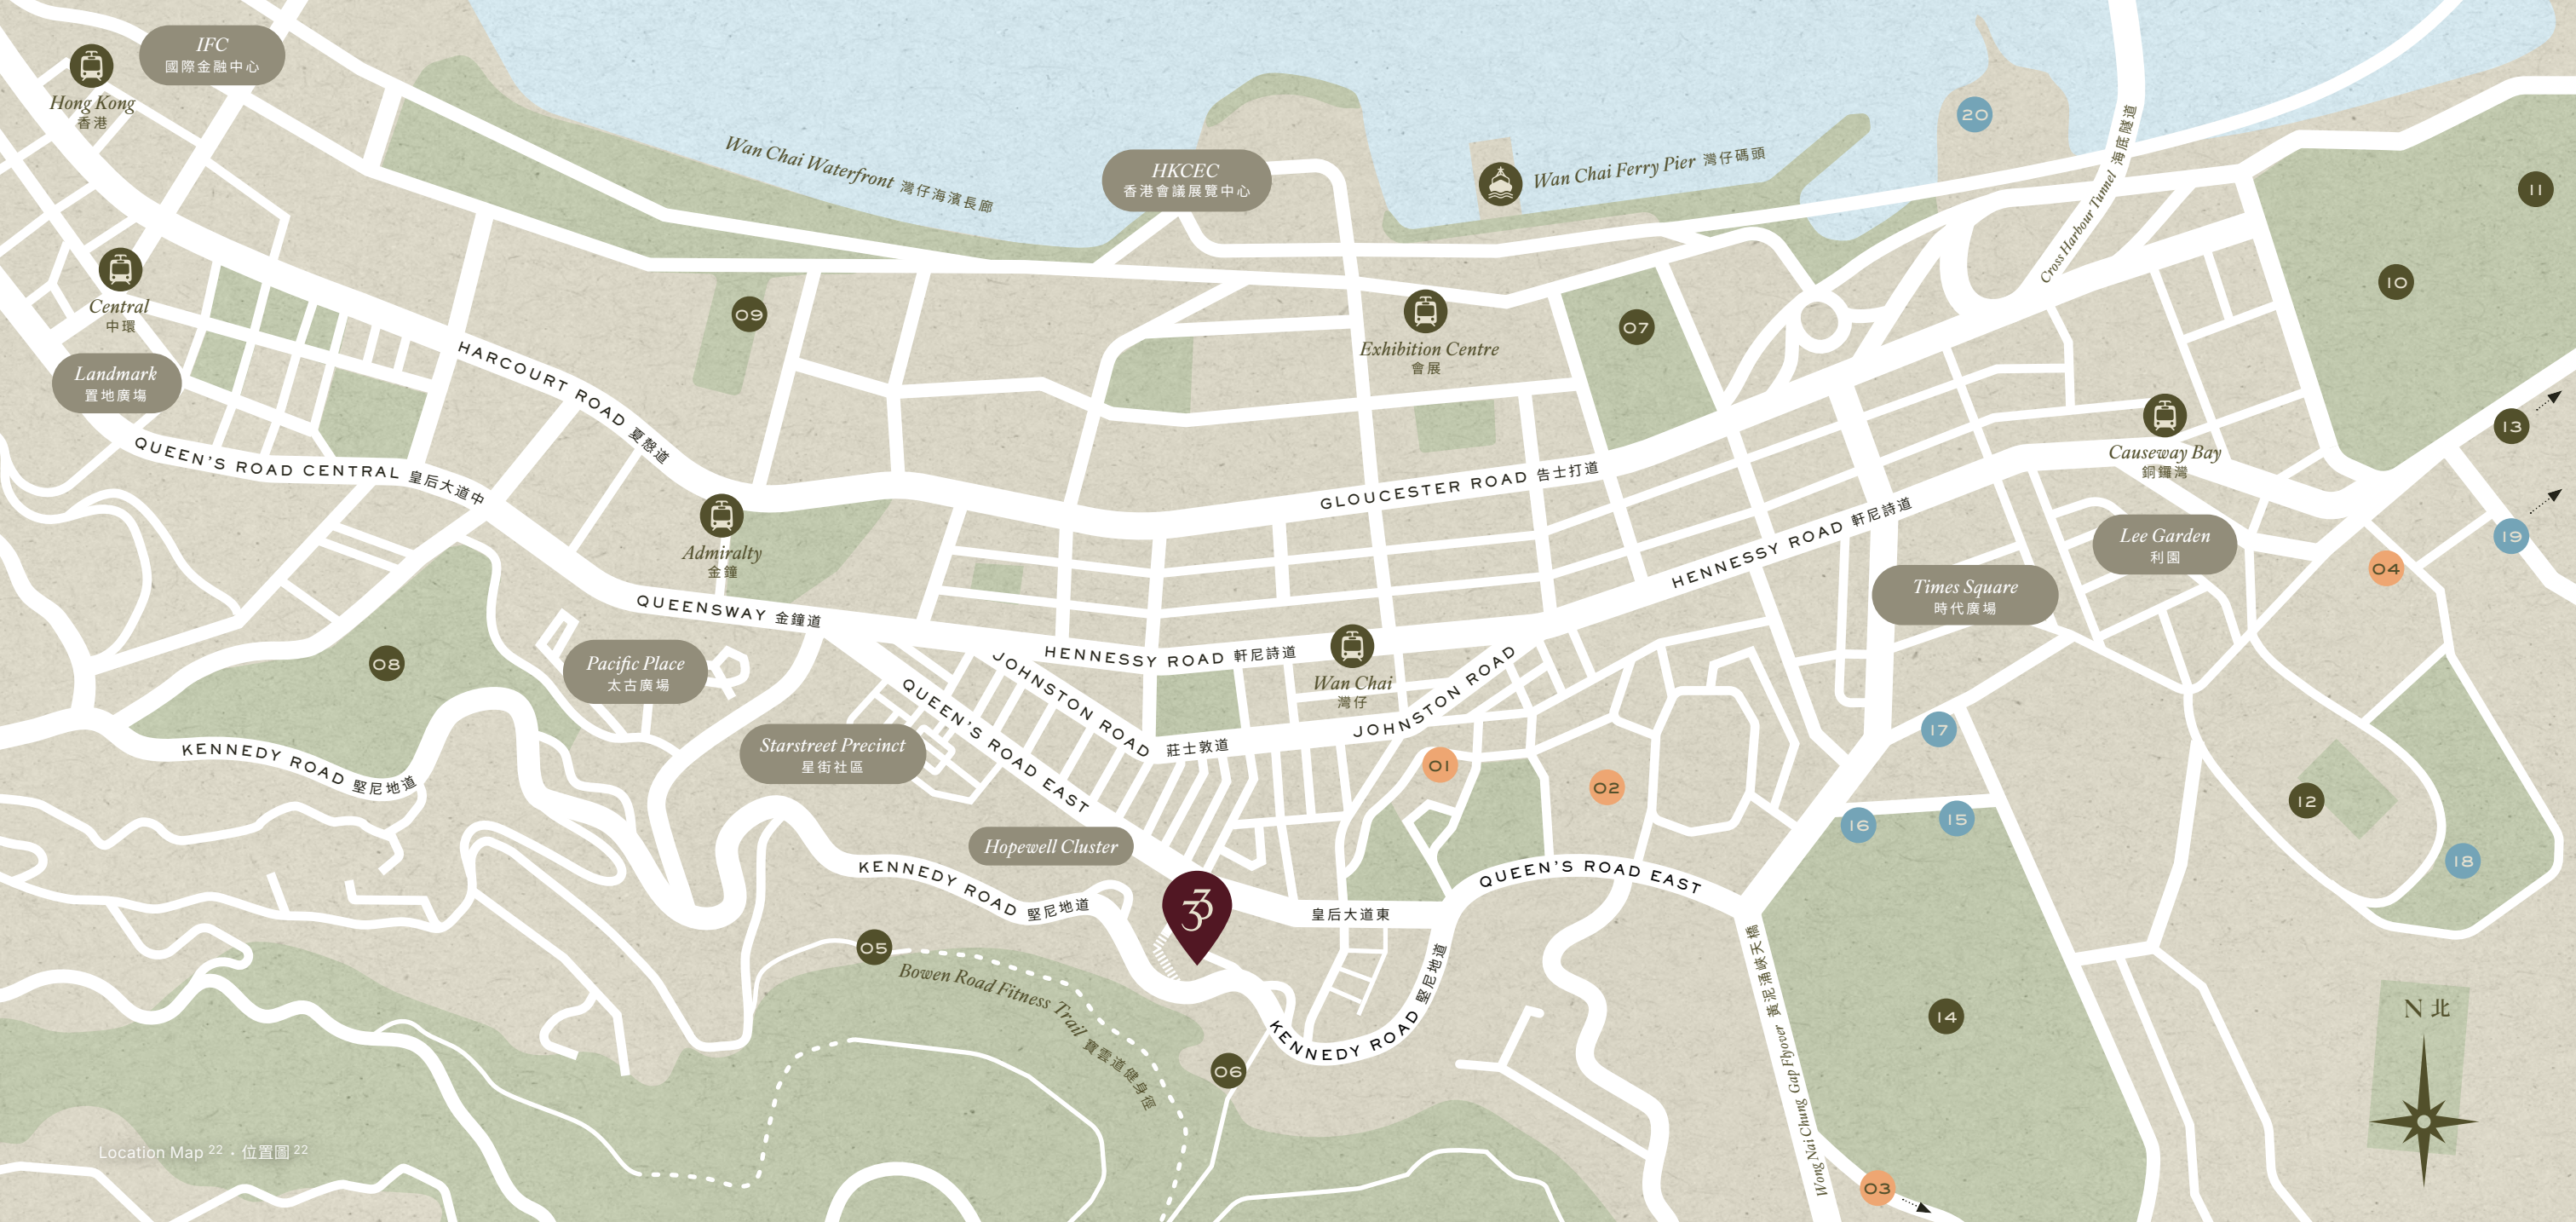 IFC
國際金融中心
Hong Kong
香港
20
Wan Chai Waterfront 灣仔海濱長廊
HKCEC
香港會議展覽中心
Wan Chai Ferry Pier 灣仔碼頭
Cross Harbour Tunnel 海底隧道
11
10
Central
中環
09
07
Exhibition Centre
會展
Landmark
置地廣場
HARCOURT ROAD 夏慤道
QUEEN'S ROAD CENTRAL 皇后大道中
GLOUCESTER ROAD 告士打道
Causeway Bay
銅鑼灣
13
Admiralty
金鐘
HENNESSY ROAD 軒尼詩道
Lee Garden
利園
19
04
Times Square
時代廣場
QUEENSWAY 金鐘道
08
Pacific Place
太古廣場
HENNESSY ROAD 軒尼詩道
Wan Chai
灣仔
JOHNSTON ROAD
莊士敦道
JOHNSTON ROAD
QUEEN'S ROAD EAST
Starstreet Precinct
星街社區
KENNEDY ROAD 堅尼地道
01
02
17
16
15
12
18
Hopewell Cluster
KENNEDY ROAD 堅尼地道
33
皇后大道東
QUEEN'S ROAD EAST
05
Bowen Road Fitness Trail 寶雲道健身徑
KENNEDY ROAD 堅尼地道
06
Wong Nai Chung Gap Flyover 黃泥涌峽天橋
14
N 北
Location Map 22 · 位置圖 22
03